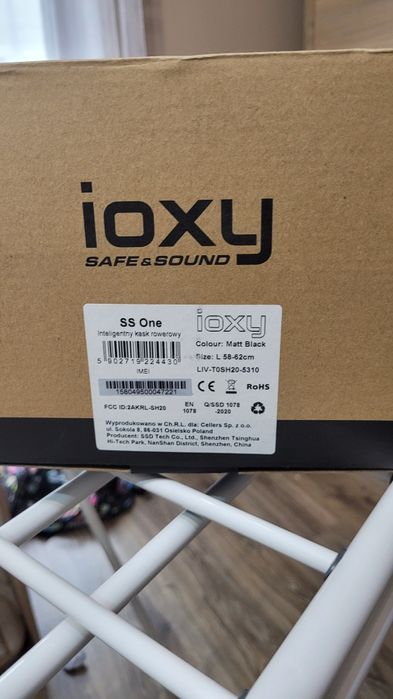 ioxy
SAFE & SOUND
SS One
Inteligentny kask rowerowy
5 902719 224430
IMEI
158049500047221
ioxy
Colour: Matt Black
Size: L 58-62cm
LIV-T0SH20-5310
CE RoHS
FCC ID:2AKRL-SH20
EN 1078
Q/SSD 1078 -2020
Wyprodukowano w Ch.R.L. dla: Cellers Sp. z.o.o.
ul. Sokola 8, 86-031 Osielsko Poland
Producent: SSD Tech Co., Ltd., Shenzhen Tsinghua
Hi-Tech Park, NanShan District, Shenzhen, China